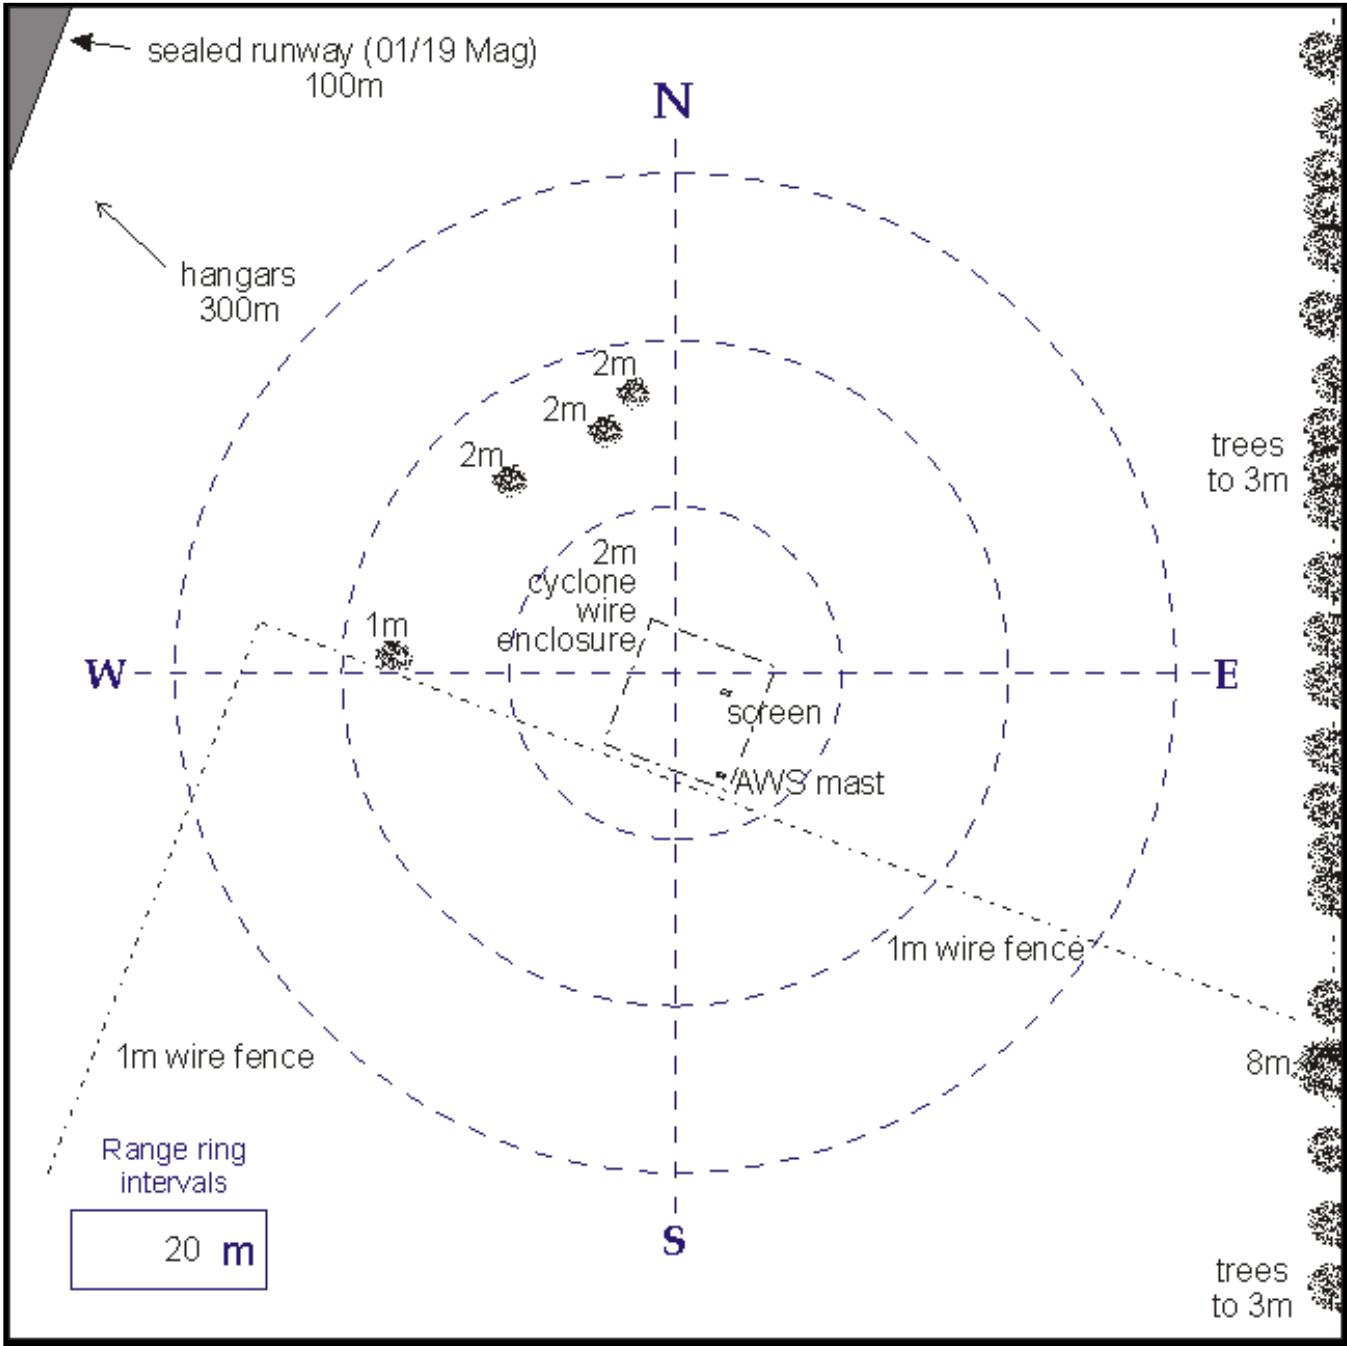 sealed runway (01/19 Mag)
100m
N
hangars
300m
2m
2m
2m
trees
to 3m
2m
cyclone
wire
enclosure
1m
W
E
screen
AWS mast
1m wire fence
1m wire fence
8m
Range ring
intervals
20 m
S
trees
to 3m